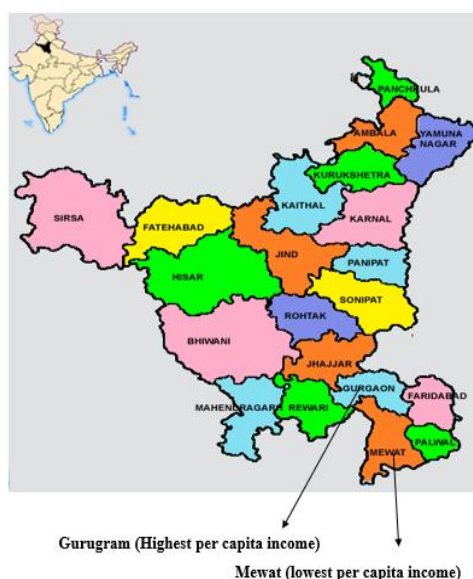 PANCHKULA
AMBALA
YAMUNA
NAGAR
KURUKSHETRA
KAITHAL
KARNAL
SIRSA
FATEHABAD
JIND
PANIPAT
HISAR
SONIPAT
ROHTAK
BHIWANI
JHAJJAR
GURGAON
FARIDABAD
MAHENDRAGARH
REWARI
PALWAL
MEWAT
Gurugram (Highest per capita income)
Mewat (lowest per capita income)